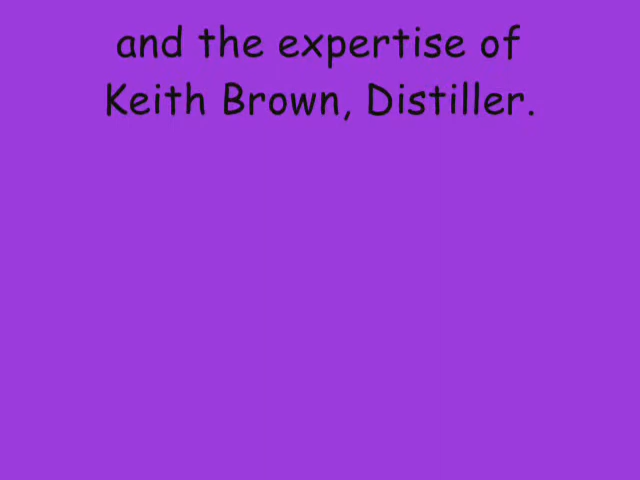 and the expertise of
Keith Brown, Distiller.